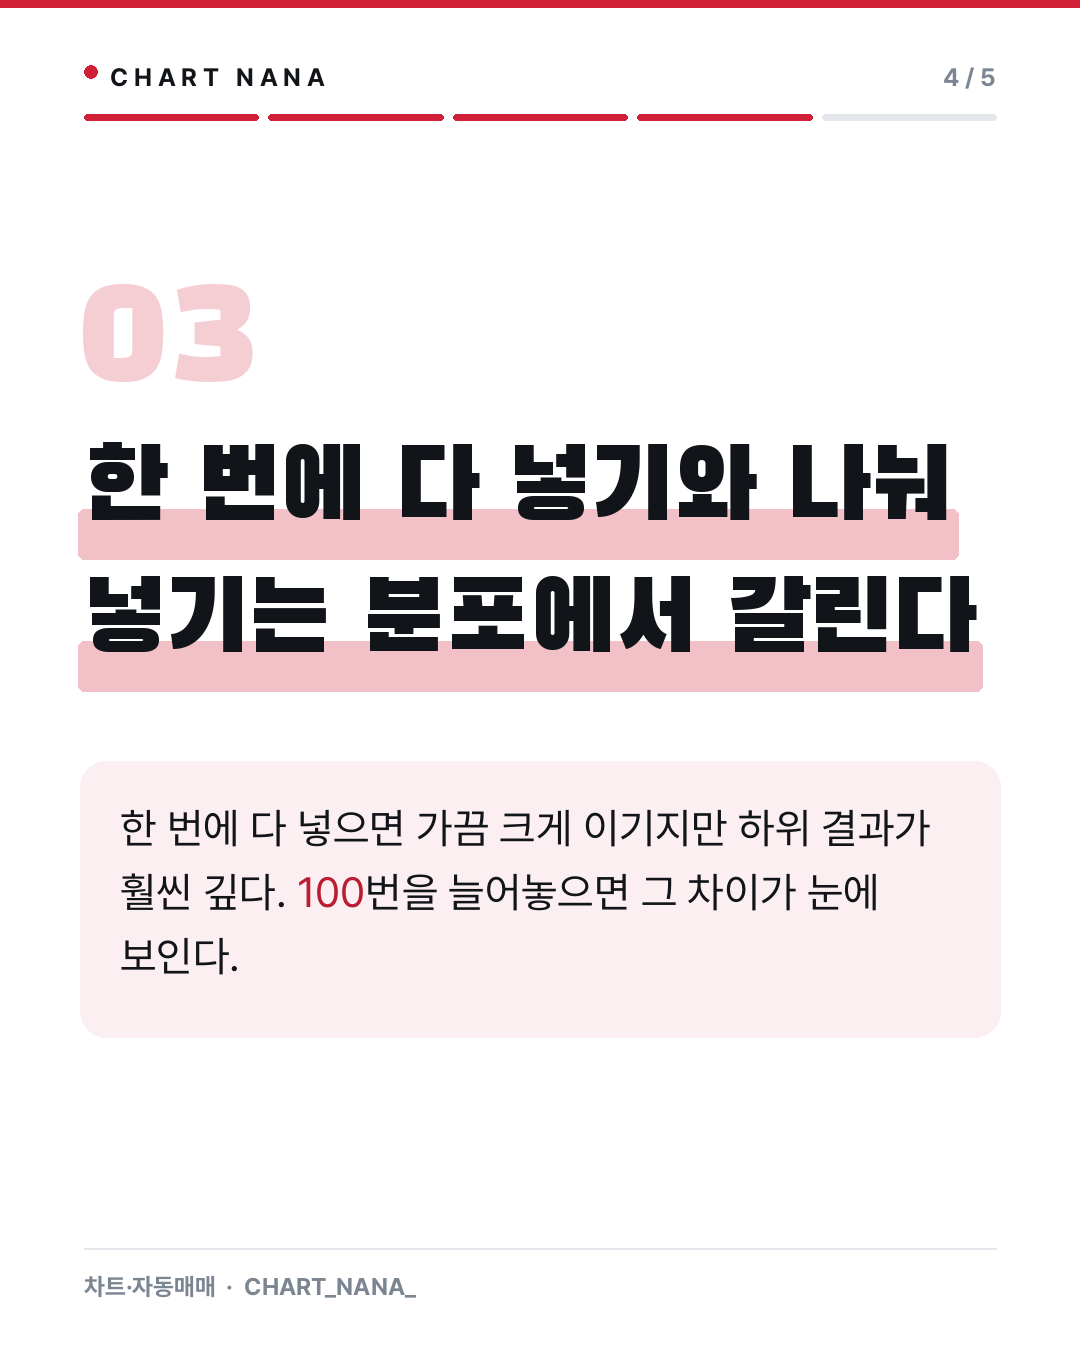 CHART NANA
4 / 5
03
한 번에 다 넣기와 나눠
넣기는 분포에서 갈린다
한 번에 다 넣으면 가끔 크게 이기지만 하위 결과가
훨씬 깊다. 100번을 늘어놓으면 그 차이가 눈에
보인다.
차트·자동매매 · CHART_NANA_